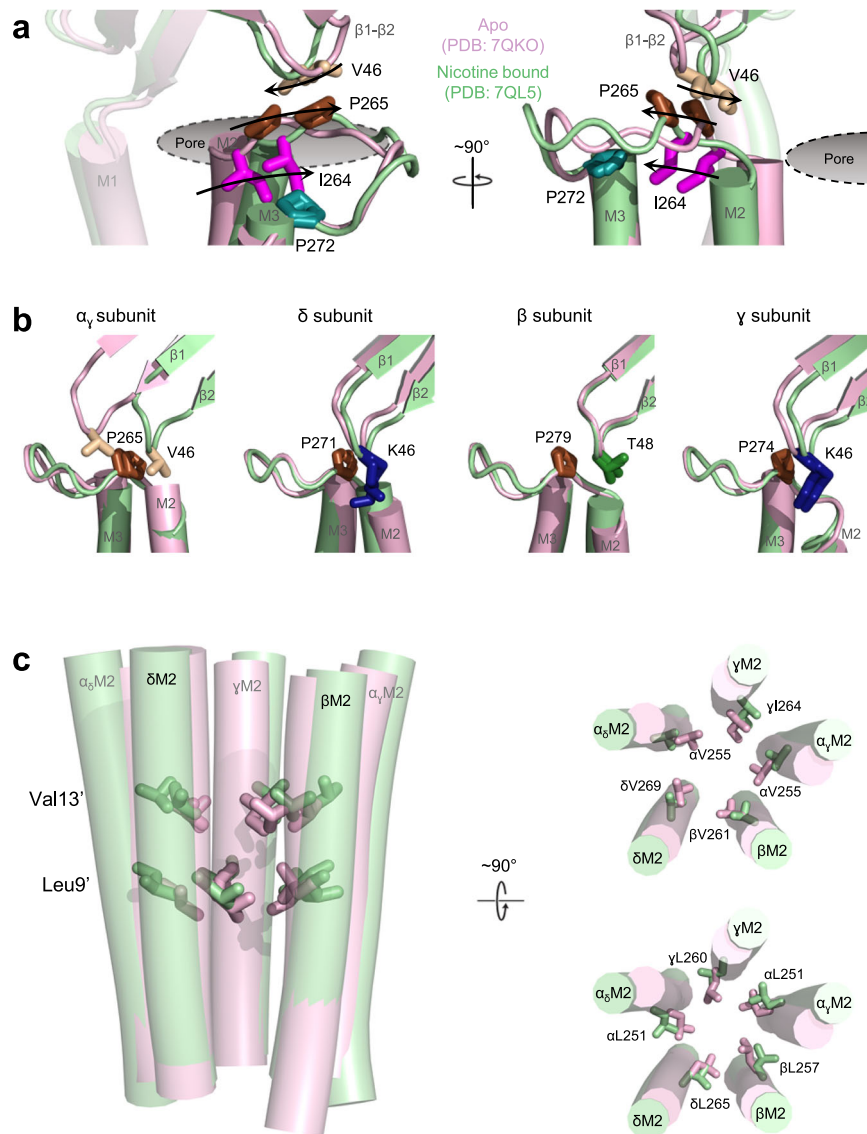 a
Apo
(PDB: 7QKO)
Nicotine bound
(PDB: 7QL5)
β1-β2
V46
P265
Pore
M2
M1
I264
M3
P272
~90°
β1-β2
V46
P265
Pore
P272
M3
I264
M2
b
αᵧ subunit
δ subunit
β subunit
ɣ subunit
β1
β2
P265
V46
M2
M3
β1
β2
P271
K46
M3
M2
β1
β2
P279
T48
M3
M2
β1
β2
P274
K46
M3
M2
c
αδM2
δM2
ɣM2
βM2
αᵧM2
Val13'
Leu9'
~90°
ɣM2
ɣI264
αδM2
αᵧM2
αV255
αV255
δV269
βV261
δM2
βM2
ɣM2
ɣL260
αL251
αδM2
αᵧM2
αL251
βL257
δL265
δM2
βM2